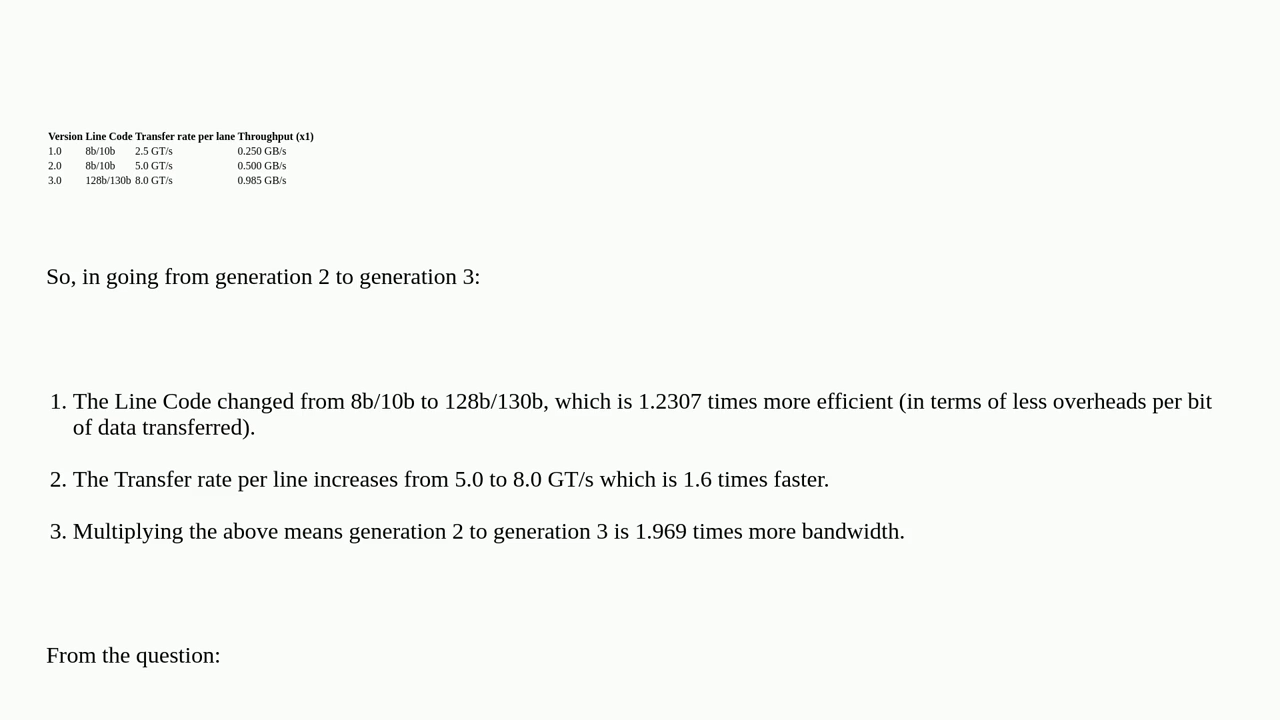 Version Line Code Transfer rate per lane Throughput (x1)
1.0 8b/10b 2.5 GT/s 0.250 GB/s
2.0 8b/10b 5.0 GT/s 0.500 GB/s
3.0 128b/130b 8.0 GT/s 0.985 GB/s
So, in going from generation 2 to generation 3:
1. The Line Code changed from 8b/10b to 128b/130b, which is 1.2307 times more efficient (in terms of less overheads per bit
of data transferred).
2. The Transfer rate per line increases from 5.0 to 8.0 GT/s which is 1.6 times faster.
3. Multiplying the above means generation 2 to generation 3 is 1.969 times more bandwidth.
From the question: